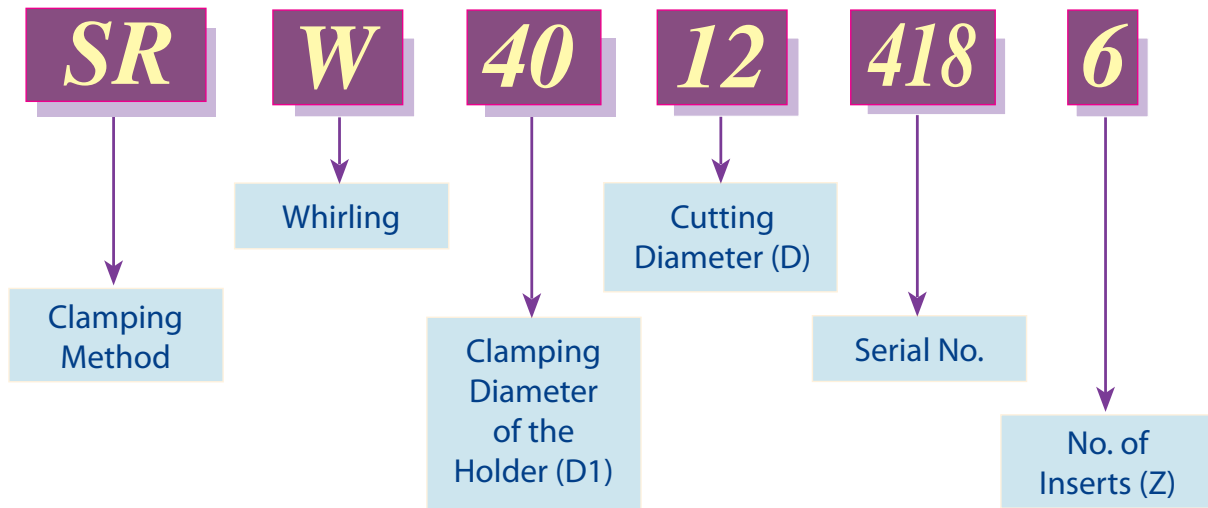 SR W 40 12 418 6
Whirling
Cutting
Diameter (D)
Clamping
Method
Clamping
Diameter
of the
Holder (D1)
Serial No.
No. of
Inserts (Z)